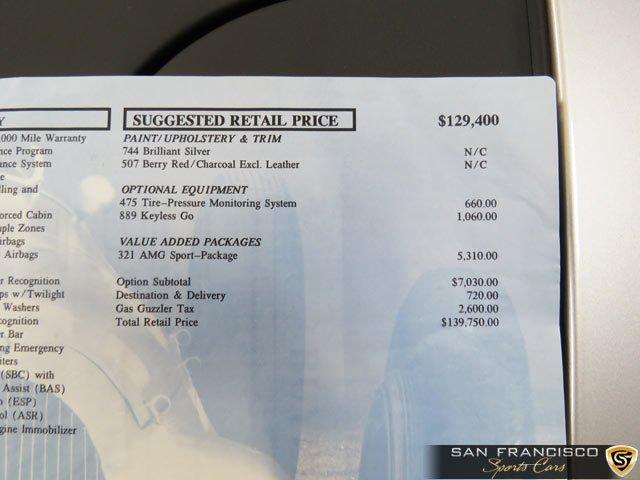 Y
SUGGESTED RETAIL PRICE $129,400
000 Mile Warranty
PAINT/UPHOLSTERY & TRIM
nce Program
744 Brilliant Silver N/C
ance System
507 Berry Red/Charcoal Excl. Leather N/C
e
lling and
OPTIONAL EQUIPMENT
475 Tire-Pressure Monitoring System 660.00
orced Cabin
889 Keyless Go 1,060.00
mple Zones
irbags
VALUE ADDED PACKAGES
Airbags
321 AMG Sport-Package 5,310.00
r Recognition
Option Subtotal $7,030.00
ps w/Twilight
Destination & Delivery 720.00
Washers
Gas Guzzler Tax 2,600.00
cognition
Total Retail Price $139,750.00
r Bar
ng Emergency
iters
(SBC) with
Assist (BAS)
(ESP)
ol (ASR)
gine Immobilizer
SAN FRANCISCO
Sports Cars